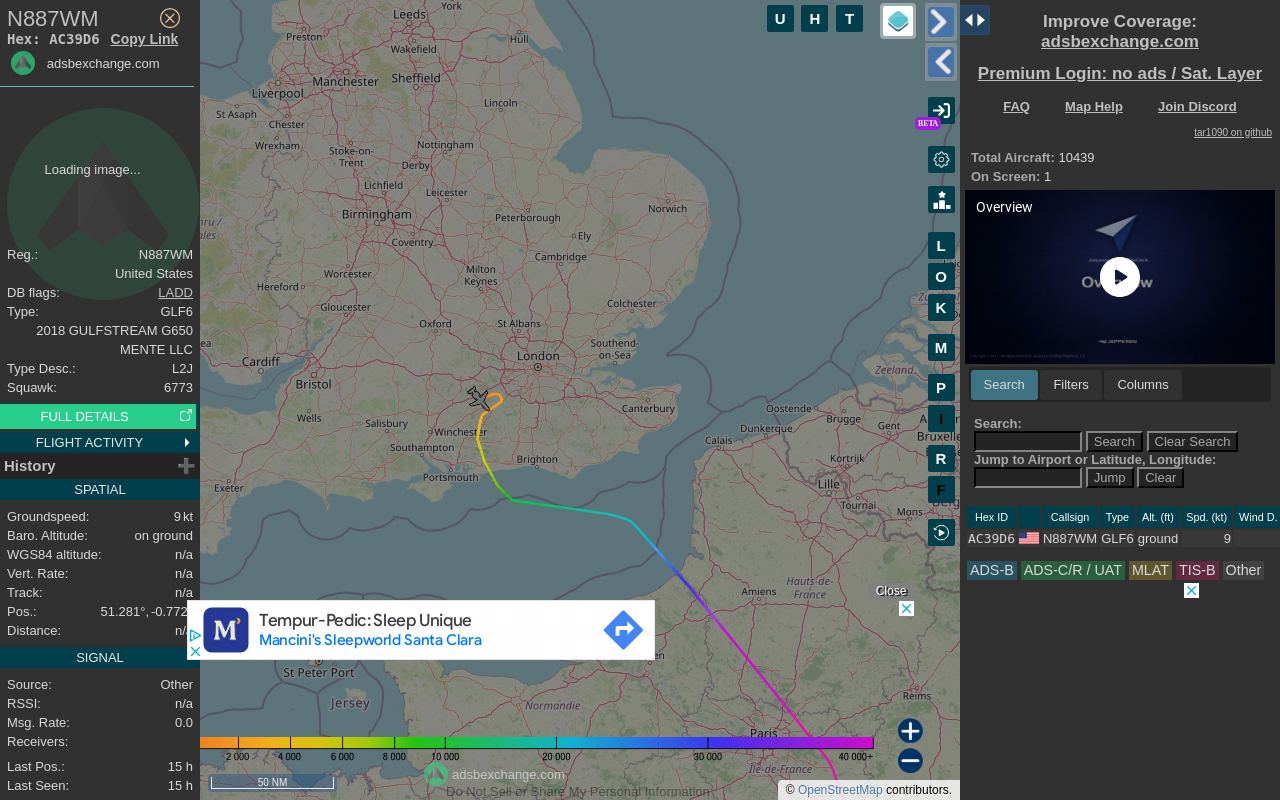 N887WM
Hex: AC39D6 Copy Link
adsbexchange.com
Loading image...
Reg.: N887WM
United States
DB flags: LADD
Type: GLF6
2018 GULFSTREAM G650
MENTE LLC
Type Desc.: L2J
Squawk: 6773
FULL DETAILS
FLIGHT ACTIVITY
History
SPATIAL
Groundspeed: 9 kt
Baro. Altitude: on ground
WGS84 altitude: n/a
Vert. Rate: n/a
Track: n/a
Pos.: 51.281°, -0.772
Distance:
SIGNAL
Source: Other
RSSI: n/a
Msg. Rate: 0.0
Receivers:
Last Pos.: 15 h
Last Seen: 15 h
Leeds
York
Preston
Wakefield
Hull
Manchester
Sheffield
Liverpool
Lincoln
St Asaph
Chester
Wrexham
Stoke-on-
Trent
Nottingham
Derby
Lichfield
Leicester
Norwich
Birmingham
Peterborough
Coventry
Ely
Cambridge
Worcester
Milton
Keynes
Hereford
Gloucester
Colchester
Oxford
St Albans
Southend-
on-Sea
London
Cardiff
Bristol
Wells
Salisbury
Winchester
Canterbury
Southampton
Brighton
Portsmouth
Exeter
Zeeland
Oostende
Brugge
Gent
Dunkerque
Calais
Kortrijk
Lille
Tournai
Mons
Amiens
Hauts-de-
France
St Peter Port
Jersey
Normandie
Reims
Paris
Île-de-France
U H T
BETA
L
O
K
M
P
I
R
F
Close
Tempur-Pedic: Sleep Unique
Mancini's Sleepworld Santa Clara
2 000 4 000 6 000 8 000 10 000 20 000 30 000 40 000+
50 NM
adsbexchange.com
Do Not Sell or Share My Personal Information
© OpenStreetMap contributors.
Improve Coverage:
adsbexchange.com
Premium Login: no ads / Sat. Layer
FAQ Map Help Join Discord
tar1090 on github
Total Aircraft: 10439
On Screen: 1
Overview
JEPPESEN
Search Filters Columns
Search:
Search Clear Search
Jump to Airport or Latitude, Longitude:
Jump Clear
Hex ID Callsign Type Alt. (ft) Spd. (kt) Wind D.
AC39D6 N887WM GLF6 ground 9
ADS-B ADS-C/R / UAT MLAT TIS-B Other